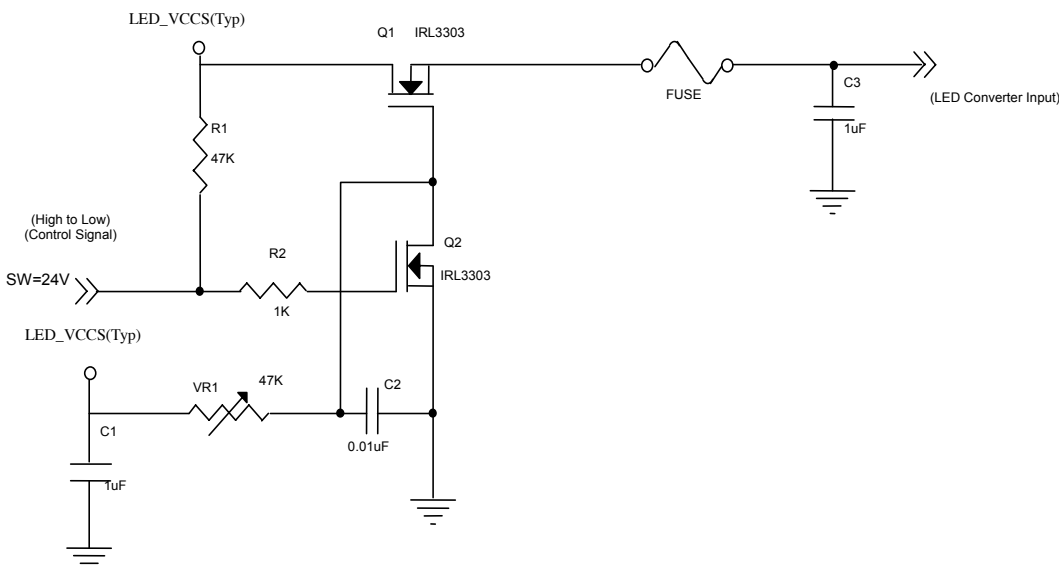 LED_VCCS(Typ)
Q1 IRL3303
FUSE
C3
1uF
(LED Converter Input)
R1
47K
(High to Low)
(Control Signal)
SW=24V
R2
1K
Q2
IRL3303
LED_VCCS(Typ)
VR1 47K
C2
0.01uF
C1
1uF